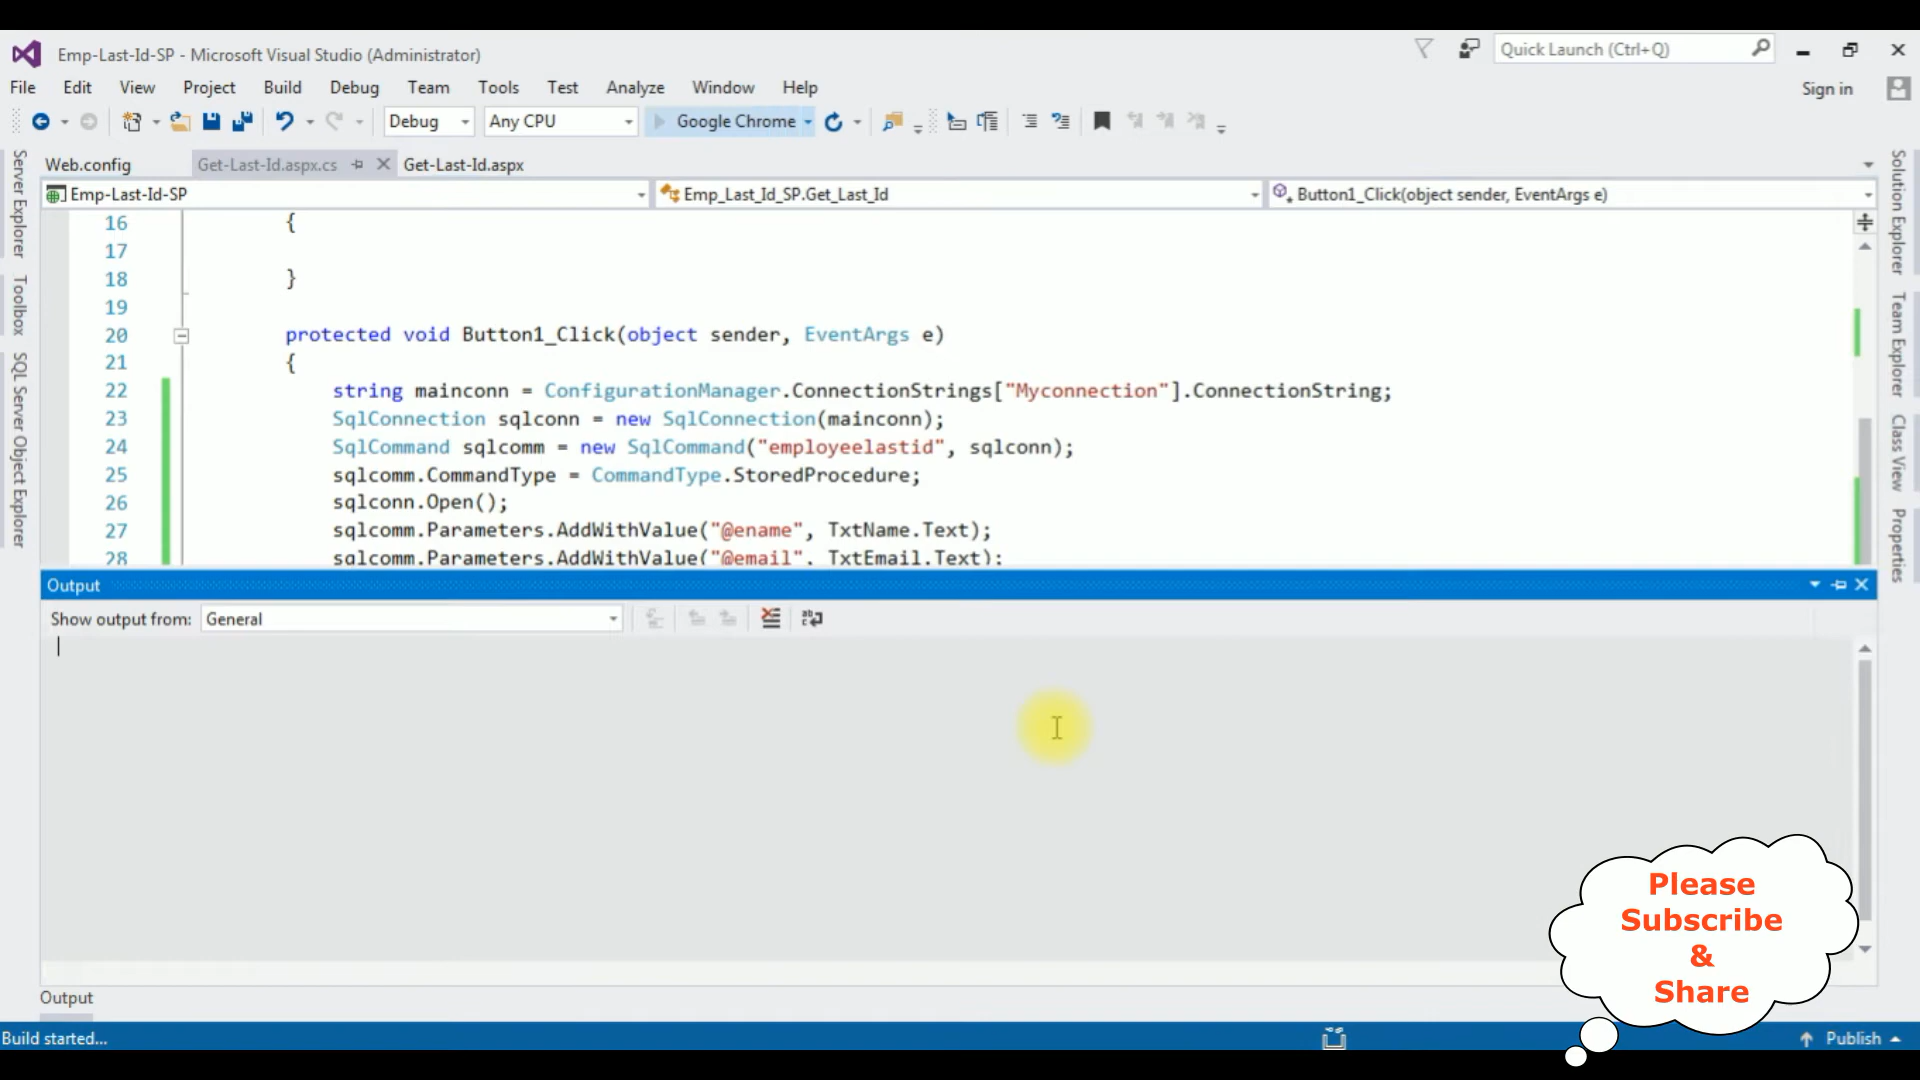 Emp-Last-Id-SP - Microsoft Visual Studio (Administrator)
Quick Launch (Ctrl+Q)
File Edit View Project Build Debug Team Tools Test Analyze Window Help
Sign in
Debug Any CPU Google Chrome
Web.config Get-Last-Id.aspx.cs Get-Last-Id.aspx
Emp-Last-Id-SP Emp_Last_Id_SP.Get_Last_Id Button1_Click(object sender, EventArgs e)
16 {
17
18 }
19
20 protected void Button1_Click(object sender, EventArgs e)
21 {
22 string mainconn = ConfigurationManager.ConnectionStrings["Myconnection"].ConnectionString;
23 SqlConnection sqlconn = new SqlConnection(mainconn);
24 SqlCommand sqlcomm = new SqlCommand("employeelastid", sqlconn);
25 sqlcomm.CommandType = CommandType.StoredProcedure;
26 sqlconn.Open();
27 sqlcomm.Parameters.AddWithValue("@ename", TxtName.Text);
28 sqlcomm.Parameters.AddWithValue("@email", TxtEmail.Text);
Server Explorer
Toolbox
SQL Server Object Explorer
Solution Explorer
Team Explorer
Class View
Properties
Output
Show output from: General
Output
Build started...
Publish
Please
Subscribe
&
Share